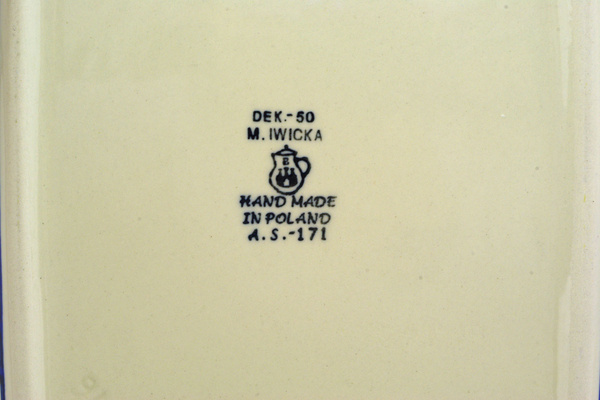 DEK.-50
M. IWICKA
HAND MADE
IN POLAND
A.S.-171